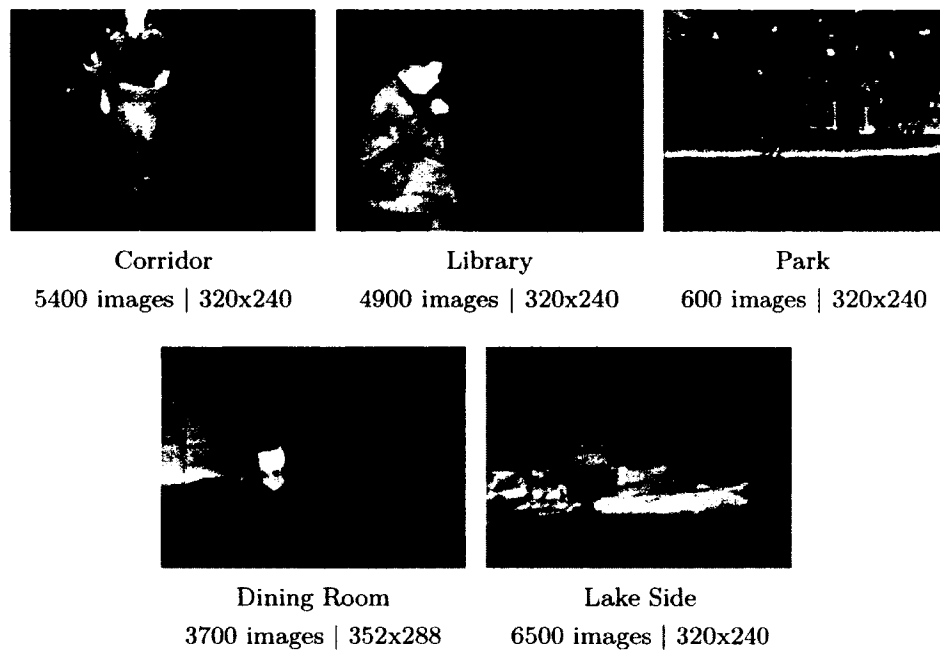 Corridor
5400 images | 320x240
Library
4900 images | 320x240
Park
600 images | 320x240
Dining Room
3700 images | 352x288
Lake Side
6500 images | 320x240